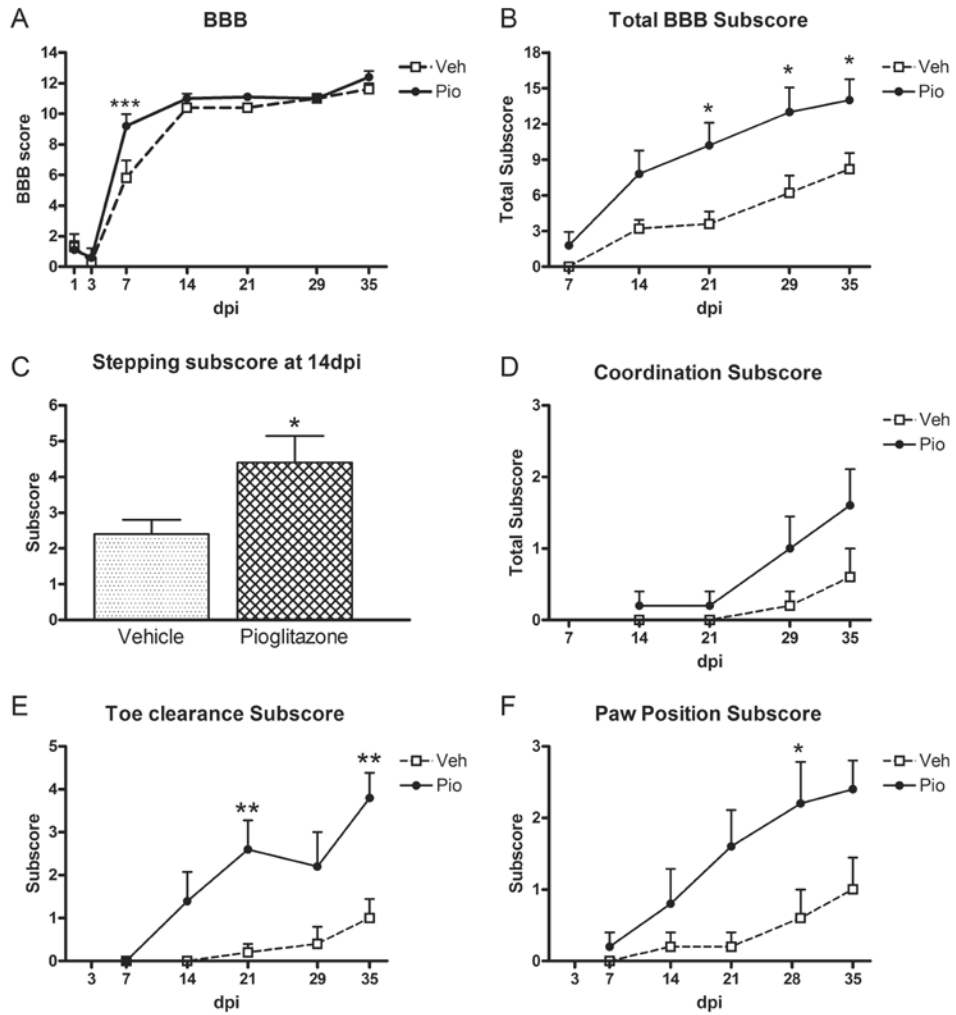 A
BBB
BBB score
14
12
10
8
6
4
2
0
***
Veh
Pio
1 3 7 14 21 29 35
dpi
B
Total BBB Subscore
Total Subscore
18
15
12
9
6
3
0
* * *
Veh
Pio
7 14 21 29 35
dpi
C
Stepping subscore at 14dpi
Subscore
6
5
4
3
2
1
0
*
Vehicle Pioglitazone
D
Coordination Subscore
Total Subscore
3
2
1
0
Veh
Pio
7 14 21 29 35
dpi
E
Toe clearance Subscore
Subscore
5
4
3
2
1
0
** **
Veh
Pio
3 7 14 21 29 35
dpi
F
Paw Position Subscore
Subscore
3
2
1
0
*
Veh
Pio
3 7 14 21 28 35
dpi